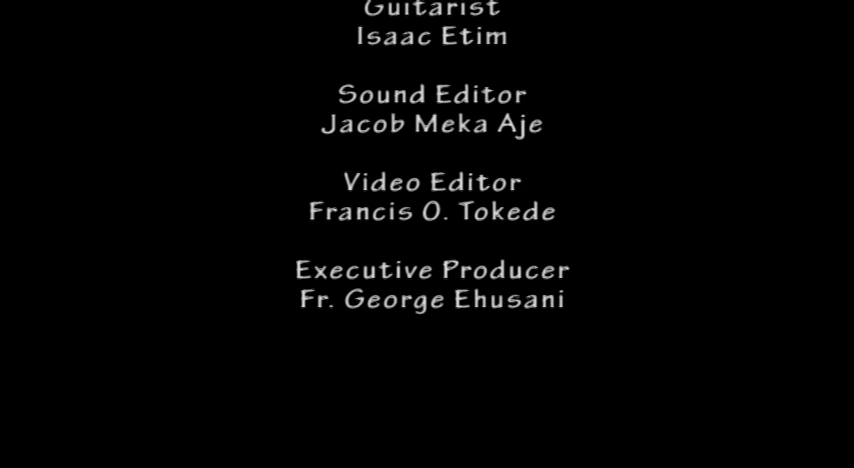 Guitarist
Isaac Etim
Sound Editor
Jacob Meka Aje
Video Editor
Francis O. Tokede
Executive Producer
Fr. George Ehusani